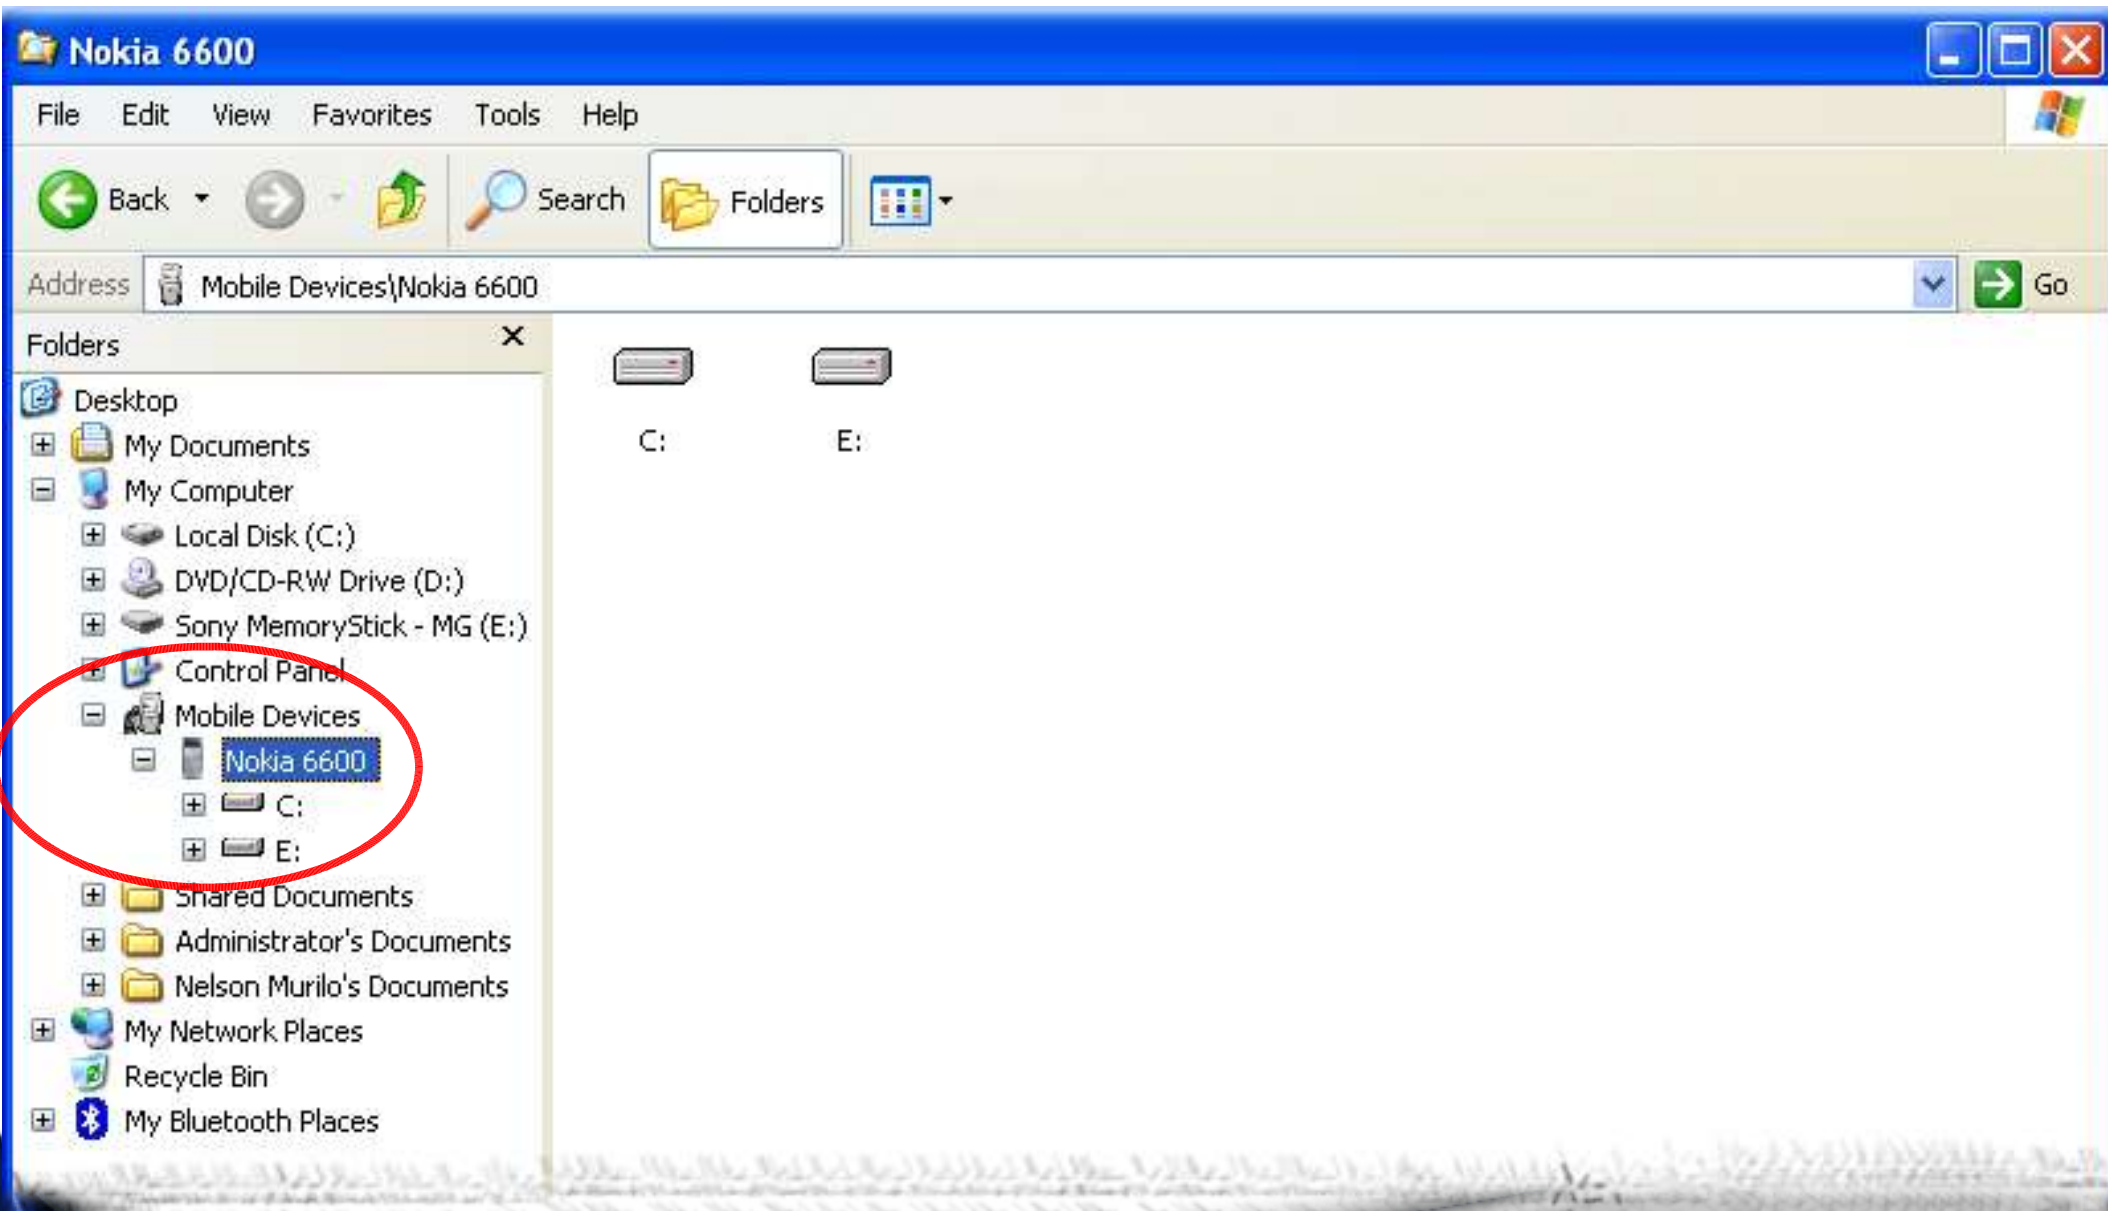 Nokia 6600
File Edit View Favorites Tools Help
Back Search Folders
Address Mobile Devices\Nokia 6600 Go
Folders
Desktop
My Documents
My Computer
Local Disk (C:)
DVD/CD-RW Drive (D:)
Sony MemoryStick - MG (E:)
Control Panel
Mobile Devices
Nokia 6600
C:
E:
Shared Documents
Administrator's Documents
Nelson Murilo's Documents
My Network Places
Recycle Bin
My Bluetooth Places
C: E: